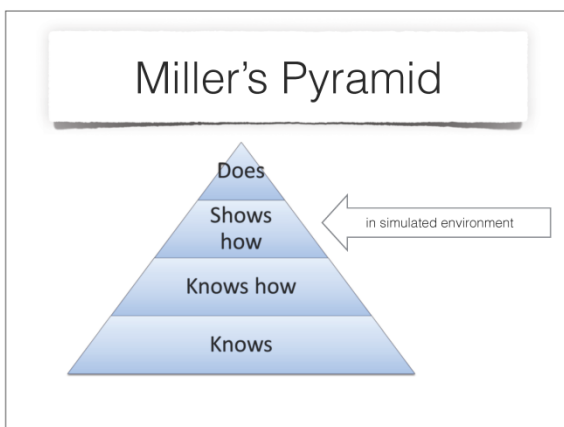 Miller's Pyramid
Does
Shows
how
in simulated environment
Knows how
Knows